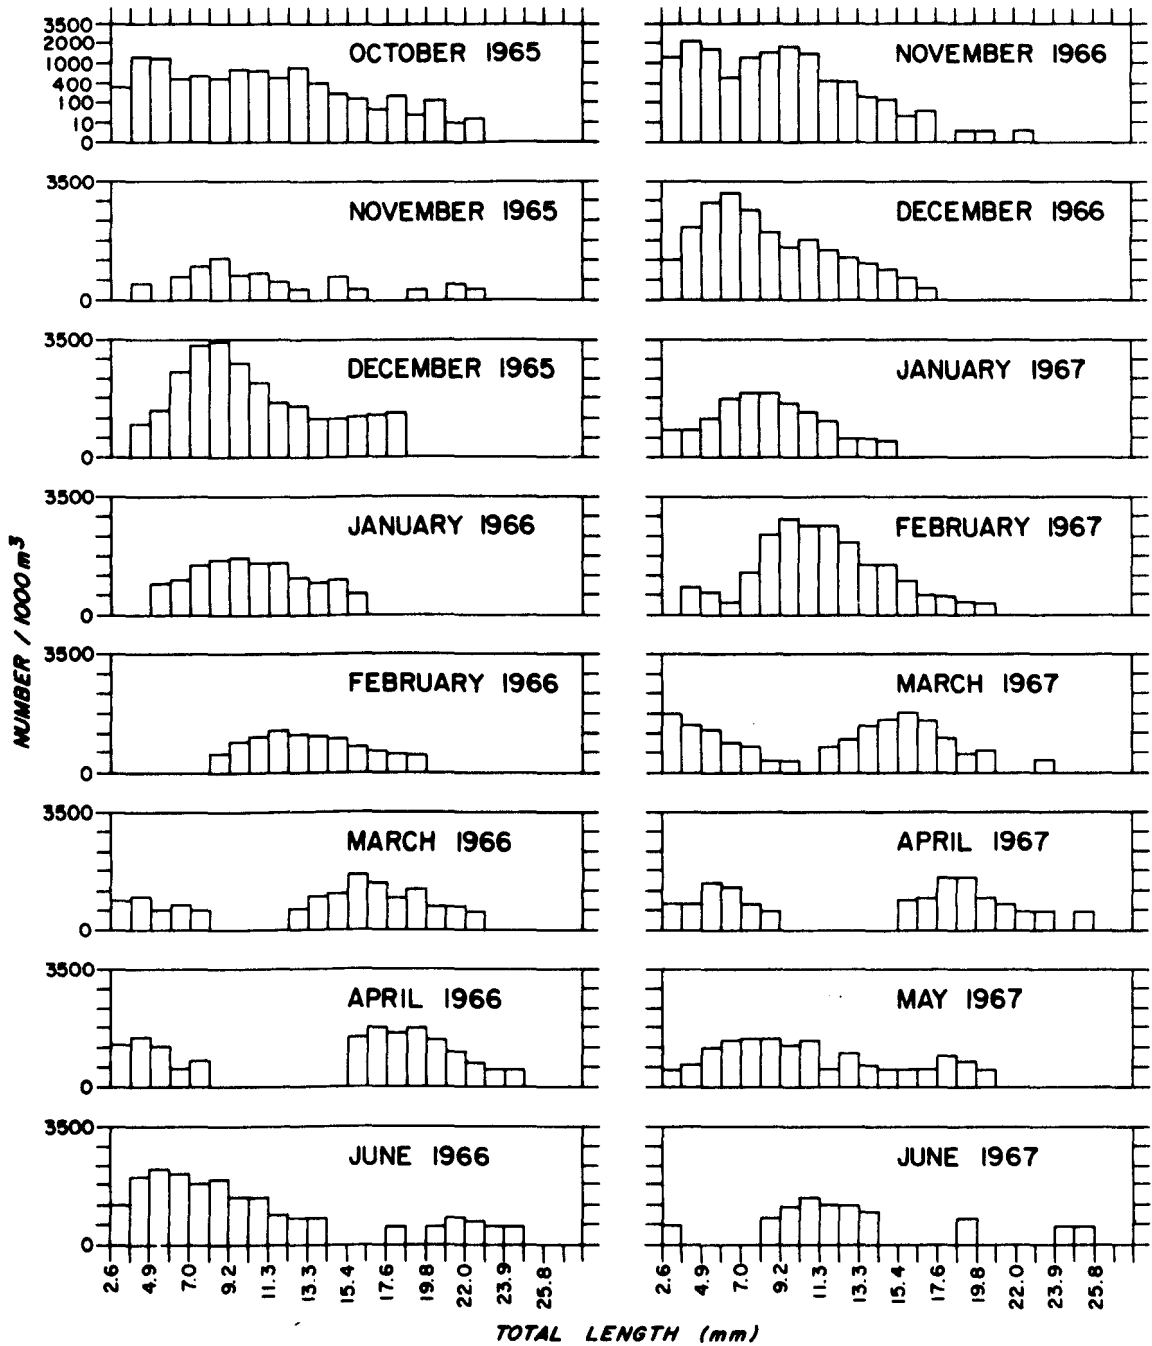 3500
2000
1000
400
100
10
0
OCTOBER 1965
NOVEMBER 1966
3500
0
NOVEMBER 1965
DECEMBER 1966
3500
0
DECEMBER 1965
JANUARY 1967
3500
0
JANUARY 1966
FEBRUARY 1967
3500
0
FEBRUARY 1966
MARCH 1967
3500
0
MARCH 1966
APRIL 1967
3500
0
APRIL 1966
MAY 1967
3500
0
JUNE 1966
JUNE 1967
NUMBER / 1000 m³
2.6 4.9 7.0 9.2 11.3 13.3 15.4 17.6 19.8 22.0 23.9 25.8
2.6 4.9 7.0 9.2 11.3 13.3 15.4 17.6 19.8 22.0 23.9 25.8
TOTAL LENGTH (mm)